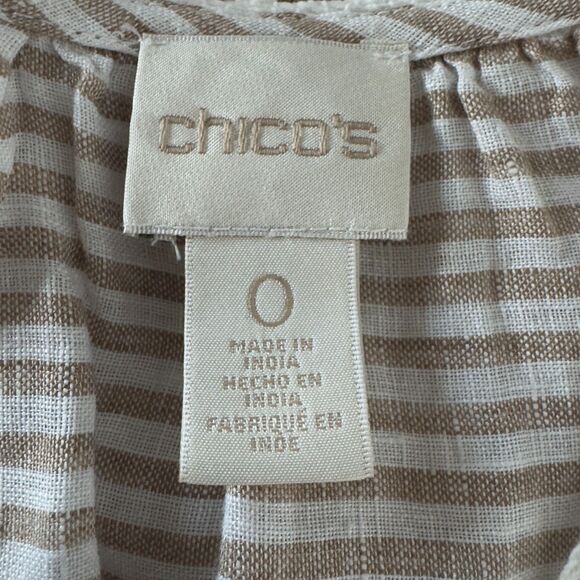 chico's
0
MADE IN
INDIA
HECHO EN
INDIA
FABRIQUÉ EN
INDE